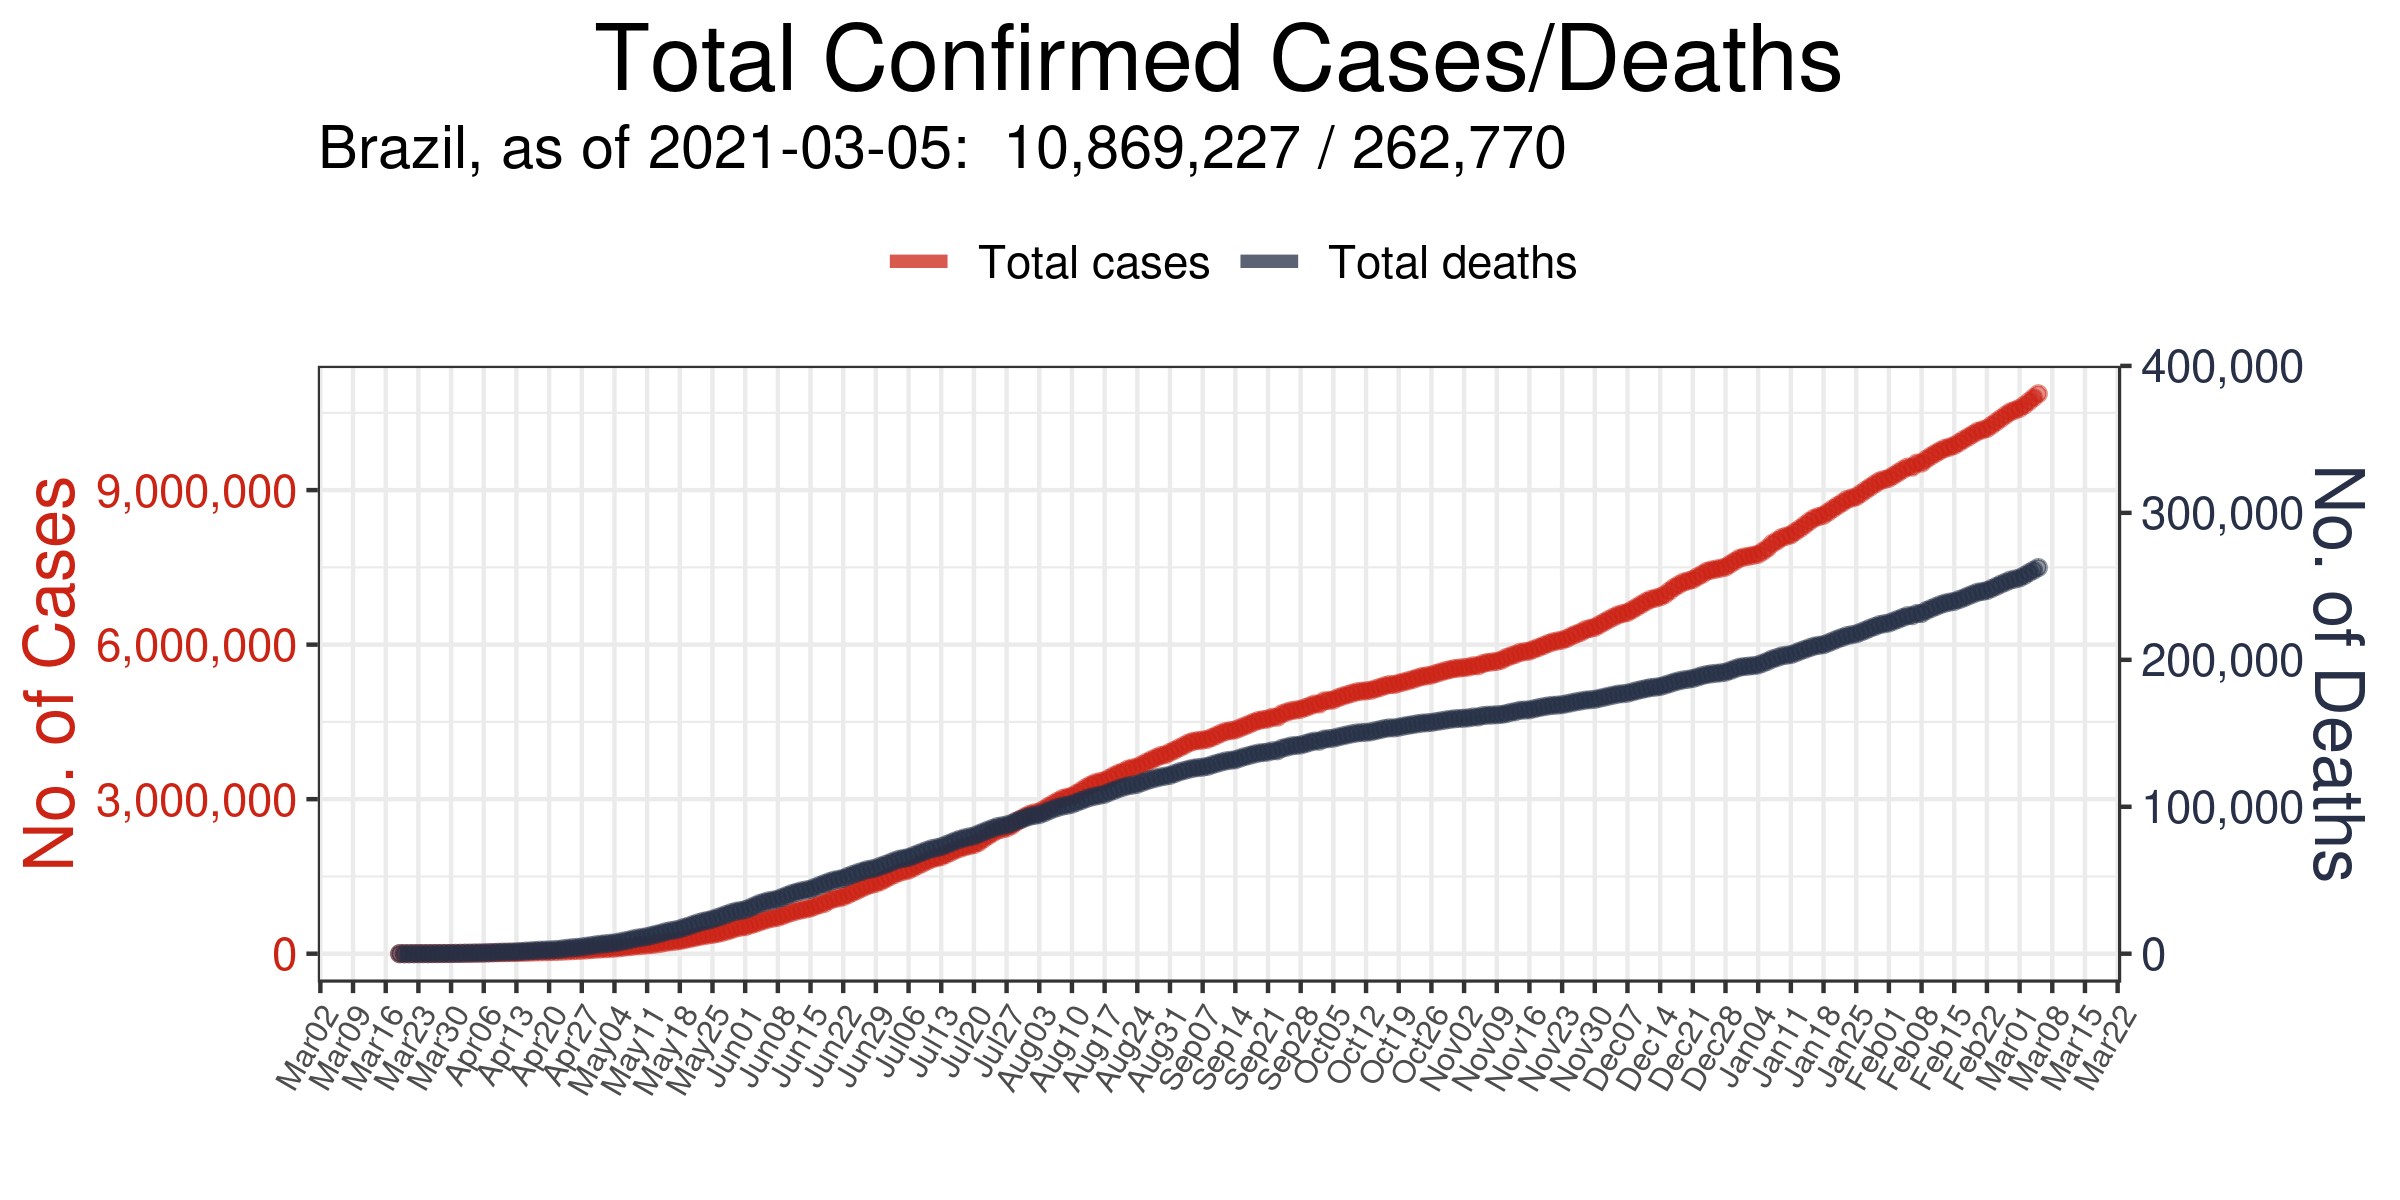 Total Confirmed Cases/Deaths
Brazil, as of 2021-03-05: 10,869,227 / 262,770
Total cases
Total deaths
No. of Cases
9,000,000
6,000,000
3,000,000
0
400,000
300,000
200,000
100,000
0
No. of Deaths
Mar02
Mar09
Mar16
Mar23
Mar30
Apr06
Apr13
Apr20
Apr27
May04
May11
May18
May25
Jun01
Jun08
Jun15
Jun22
Jun29
Jul06
Jul13
Jul20
Jul27
Aug03
Aug10
Aug17
Aug24
Aug31
Sep07
Sep14
Sep21
Sep28
Oct05
Oct12
Oct19
Oct26
Nov02
Nov09
Nov16
Nov23
Nov30
Dec07
Dec14
Dec21
Dec28
Dec04
Jan11
Jan18
Jan25
Feb01
Feb08
Feb15
Feb22
Mar01
Mar08
Mar15
Mar22